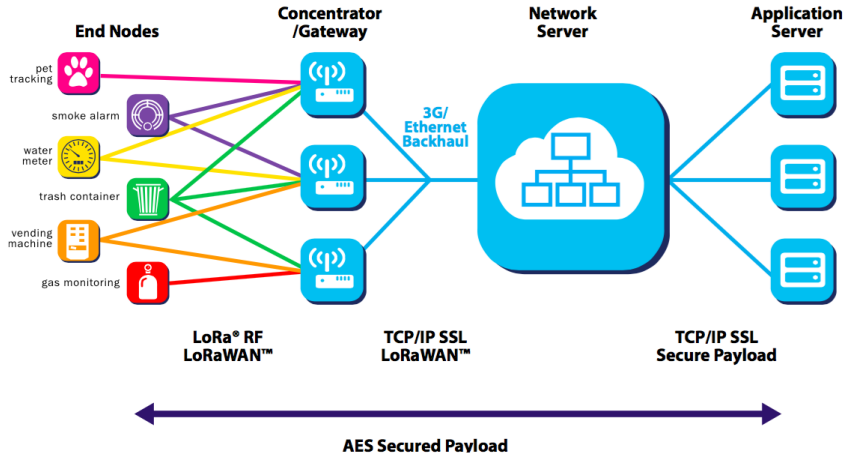 End Nodes
Concentrator
/Gateway
Network
Server
Application
Server
pet
tracking
smoke alarm
water
meter
trash container
vending
machine
gas monitoring
3G/
Ethernet
Backhaul
LoRa® RF
LoRaWAN™
TCP/IP SSL
LoRaWAN™
TCP/IP SSL
Secure Payload
AES Secured Payload